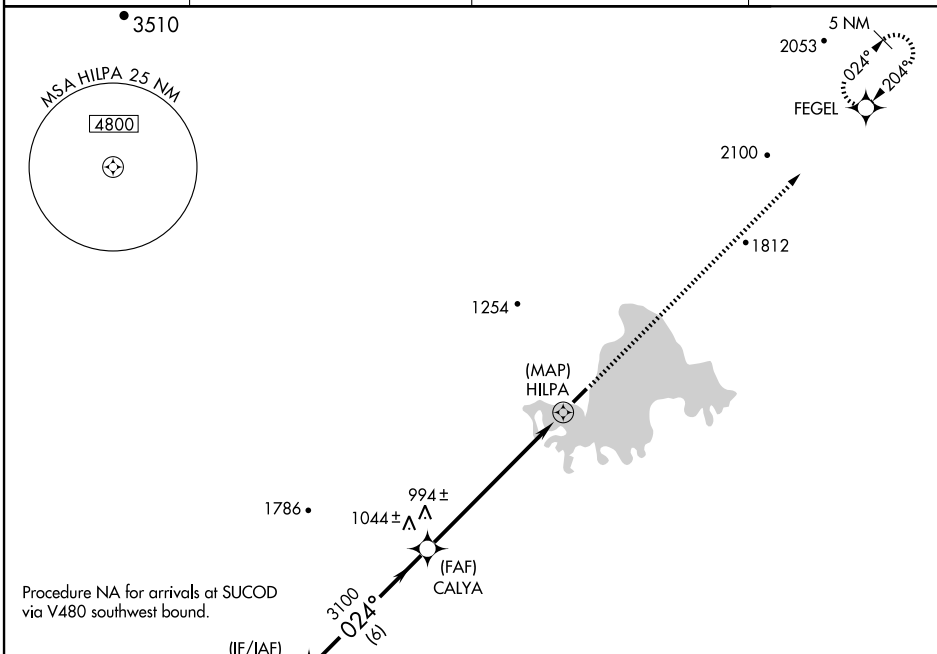 3510
5 NM
2053
024°
204°
FEGEL
MSA HILPA 25 NM
4800
2100
1812
1254
(MAP)
HILPA
994±
1044±
1786
(FAF)
CALYA
Procedure NA for arrivals at SUCOD
via V480 southwest bound.
3100
024°
(6)
(IF/IAF)